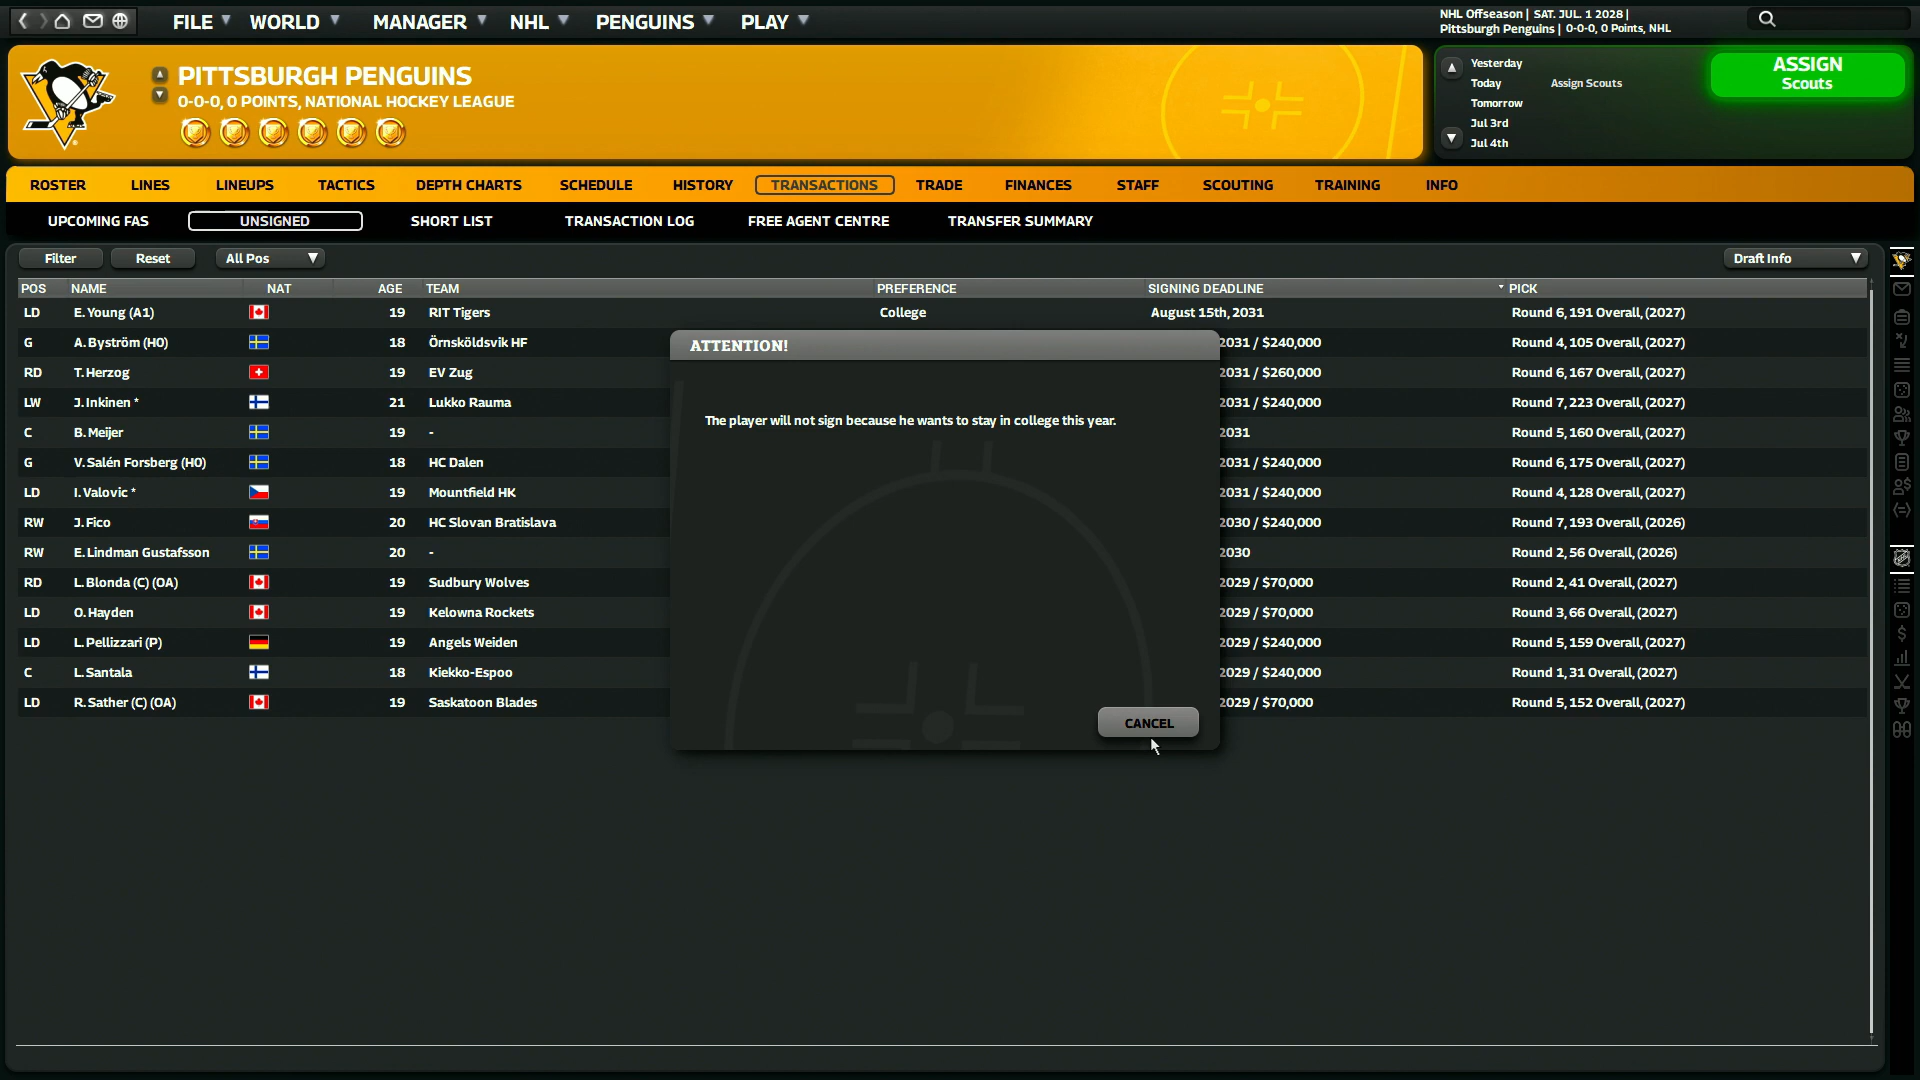 FILE WORLD MANAGER NHL PENGUINS PLAY
NHL Offseason | SAT. JUL. 1 2028 |
Pittsburgh Penguins | 0-0-0, 0 Points, NHL
PITTSBURGH PENGUINS
0-0-0, 0 POINTS, NATIONAL HOCKEY LEAGUE
Yesterday
Today Assign Scouts
Tomorrow
Jul 3rd
Jul 4th
ASSIGN
Scouts
ROSTER LINES LINEUPS TACTICS DEPTH CHARTS SCHEDULE HISTORY TRANSACTIONS TRADE FINANCES STAFF SCOUTING TRAINING INFO
UPCOMING FAS UNSIGNED SHORT LIST TRANSACTION LOG FREE AGENT CENTRE TRANSFER SUMMARY
Filter Reset All Pos Draft Info
POS NAME NAT AGE TEAM PREFERENCE SIGNING DEADLINE PICK
LD E. Young (A1) 19 RIT Tigers College August 15th, 2031 Round 6, 191 Overall, (2027)
G A. Byström (H0) 18 Örnsköldsvik HF 2031 / $240,000 Round 4, 105 Overall, (2027)
RD T. Herzog 19 EV Zug 2031 / $260,000 Round 6, 167 Overall, (2027)
LW J. Inkinen * 21 Lukko Rauma 2031 / $240,000 Round 7, 223 Overall, (2027)
C B. Meijer 19 - 2031 Round 5, 160 Overall, (2027)
G V. Salén Forsberg (H0) 18 HC Dalen 2031 / $240,000 Round 6, 175 Overall, (2027)
LD I. Valovic * 19 Mountfield HK 2031 / $240,000 Round 4, 128 Overall, (2027)
RW J. Fico 20 HC Slovan Bratislava 2030 / $240,000 Round 7, 193 Overall, (2026)
RW E. Lindman Gustafsson 20 - 2030 Round 2, 56 Overall, (2026)
RD L. Blonda (C) (OA) 19 Sudbury Wolves 2029 / $70,000 Round 2, 41 Overall, (2027)
LD O. Hayden 19 Kelowna Rockets 2029 / $70,000 Round 3, 66 Overall, (2027)
LD L. Pellizzari (P) 19 Angels Weiden 2029 / $240,000 Round 5, 159 Overall, (2027)
C L. Santala 18 Kiekko-Espoo 2029 / $240,000 Round 1, 31 Overall, (2027)
LD R. Sather (C) (OA) 19 Saskatoon Blades 2029 / $70,000 Round 5, 152 Overall, (2027)
ATTENTION!
The player will not sign because he wants to stay in college this year.
CANCEL